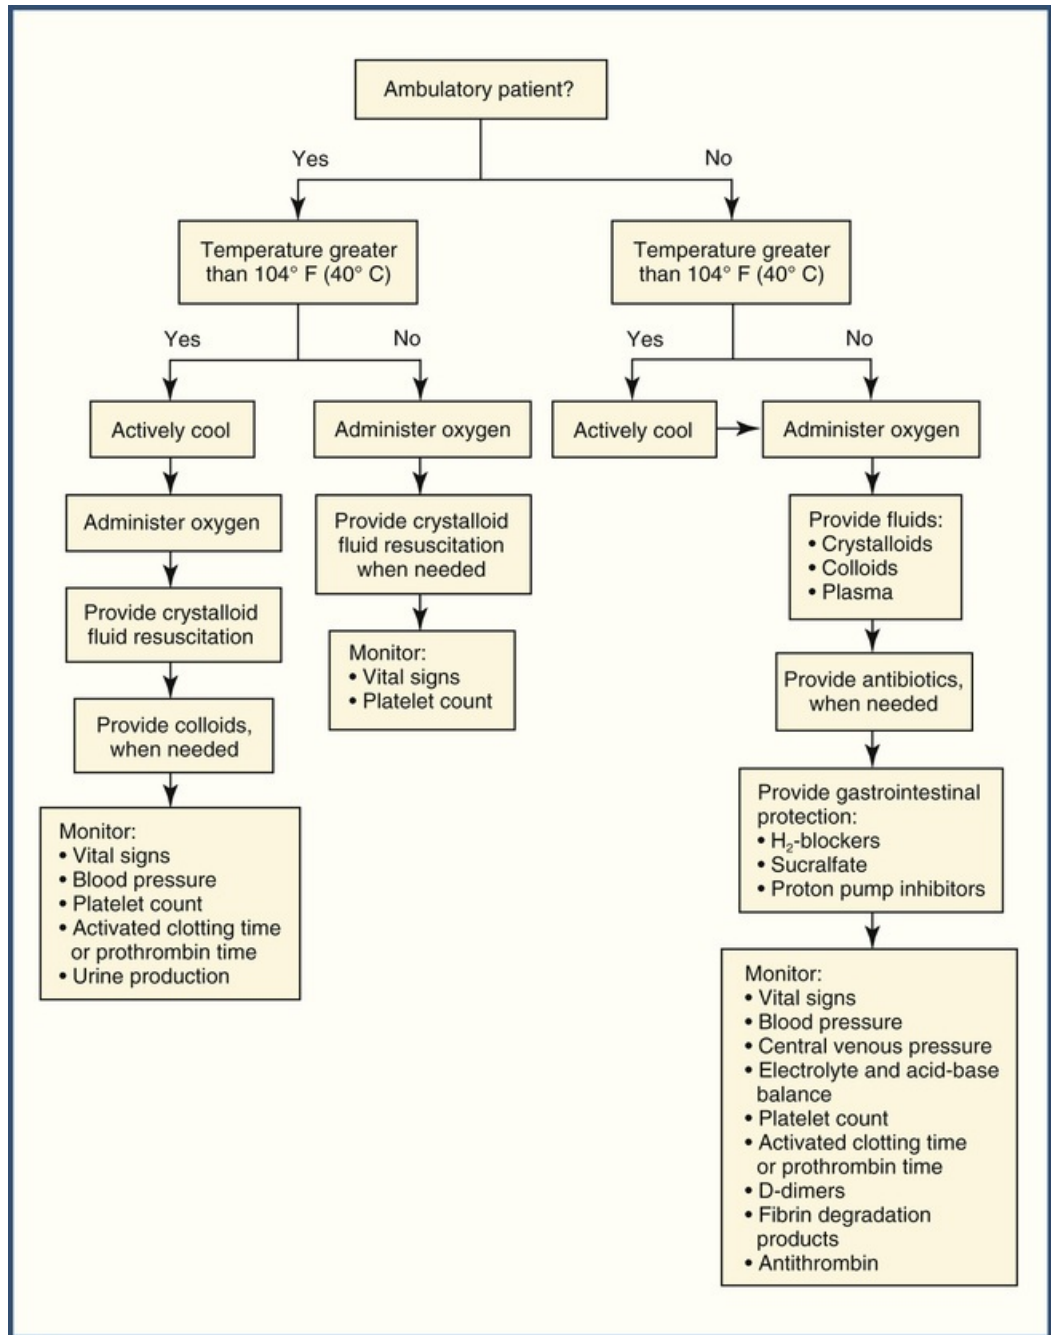 Ambulatory patient?
Yes
No
Temperature greater
than 104° F (40° C)
Temperature greater
than 104° F (40° C)
Yes
No
Yes
No
Actively cool
Administer oxygen
Actively cool
Administer oxygen
Administer oxygen
Provide crystalloid
fluid resuscitation
when needed
Provide fluids:
• Crystalloids
• Colloids
• Plasma
Provide crystalloid
fluid resuscitation
Monitor:
• Vital signs
• Platelet count
Provide antibiotics,
when needed
Provide colloids,
when needed
Provide gastrointestinal
protection:
• H₂-blockers
• Sucralfate
• Proton pump inhibitors
Monitor:
• Vital signs
• Blood pressure
• Platelet count
• Activated clotting time
or prothrombin time
• Urine production
Monitor:
• Vital signs
• Blood pressure
• Central venous pressure
• Electrolyte and acid-base
balance
• Platelet count
• Activated clotting time
or prothrombin time
• D-dimers
• Fibrin degradation
products
• Antithrombin